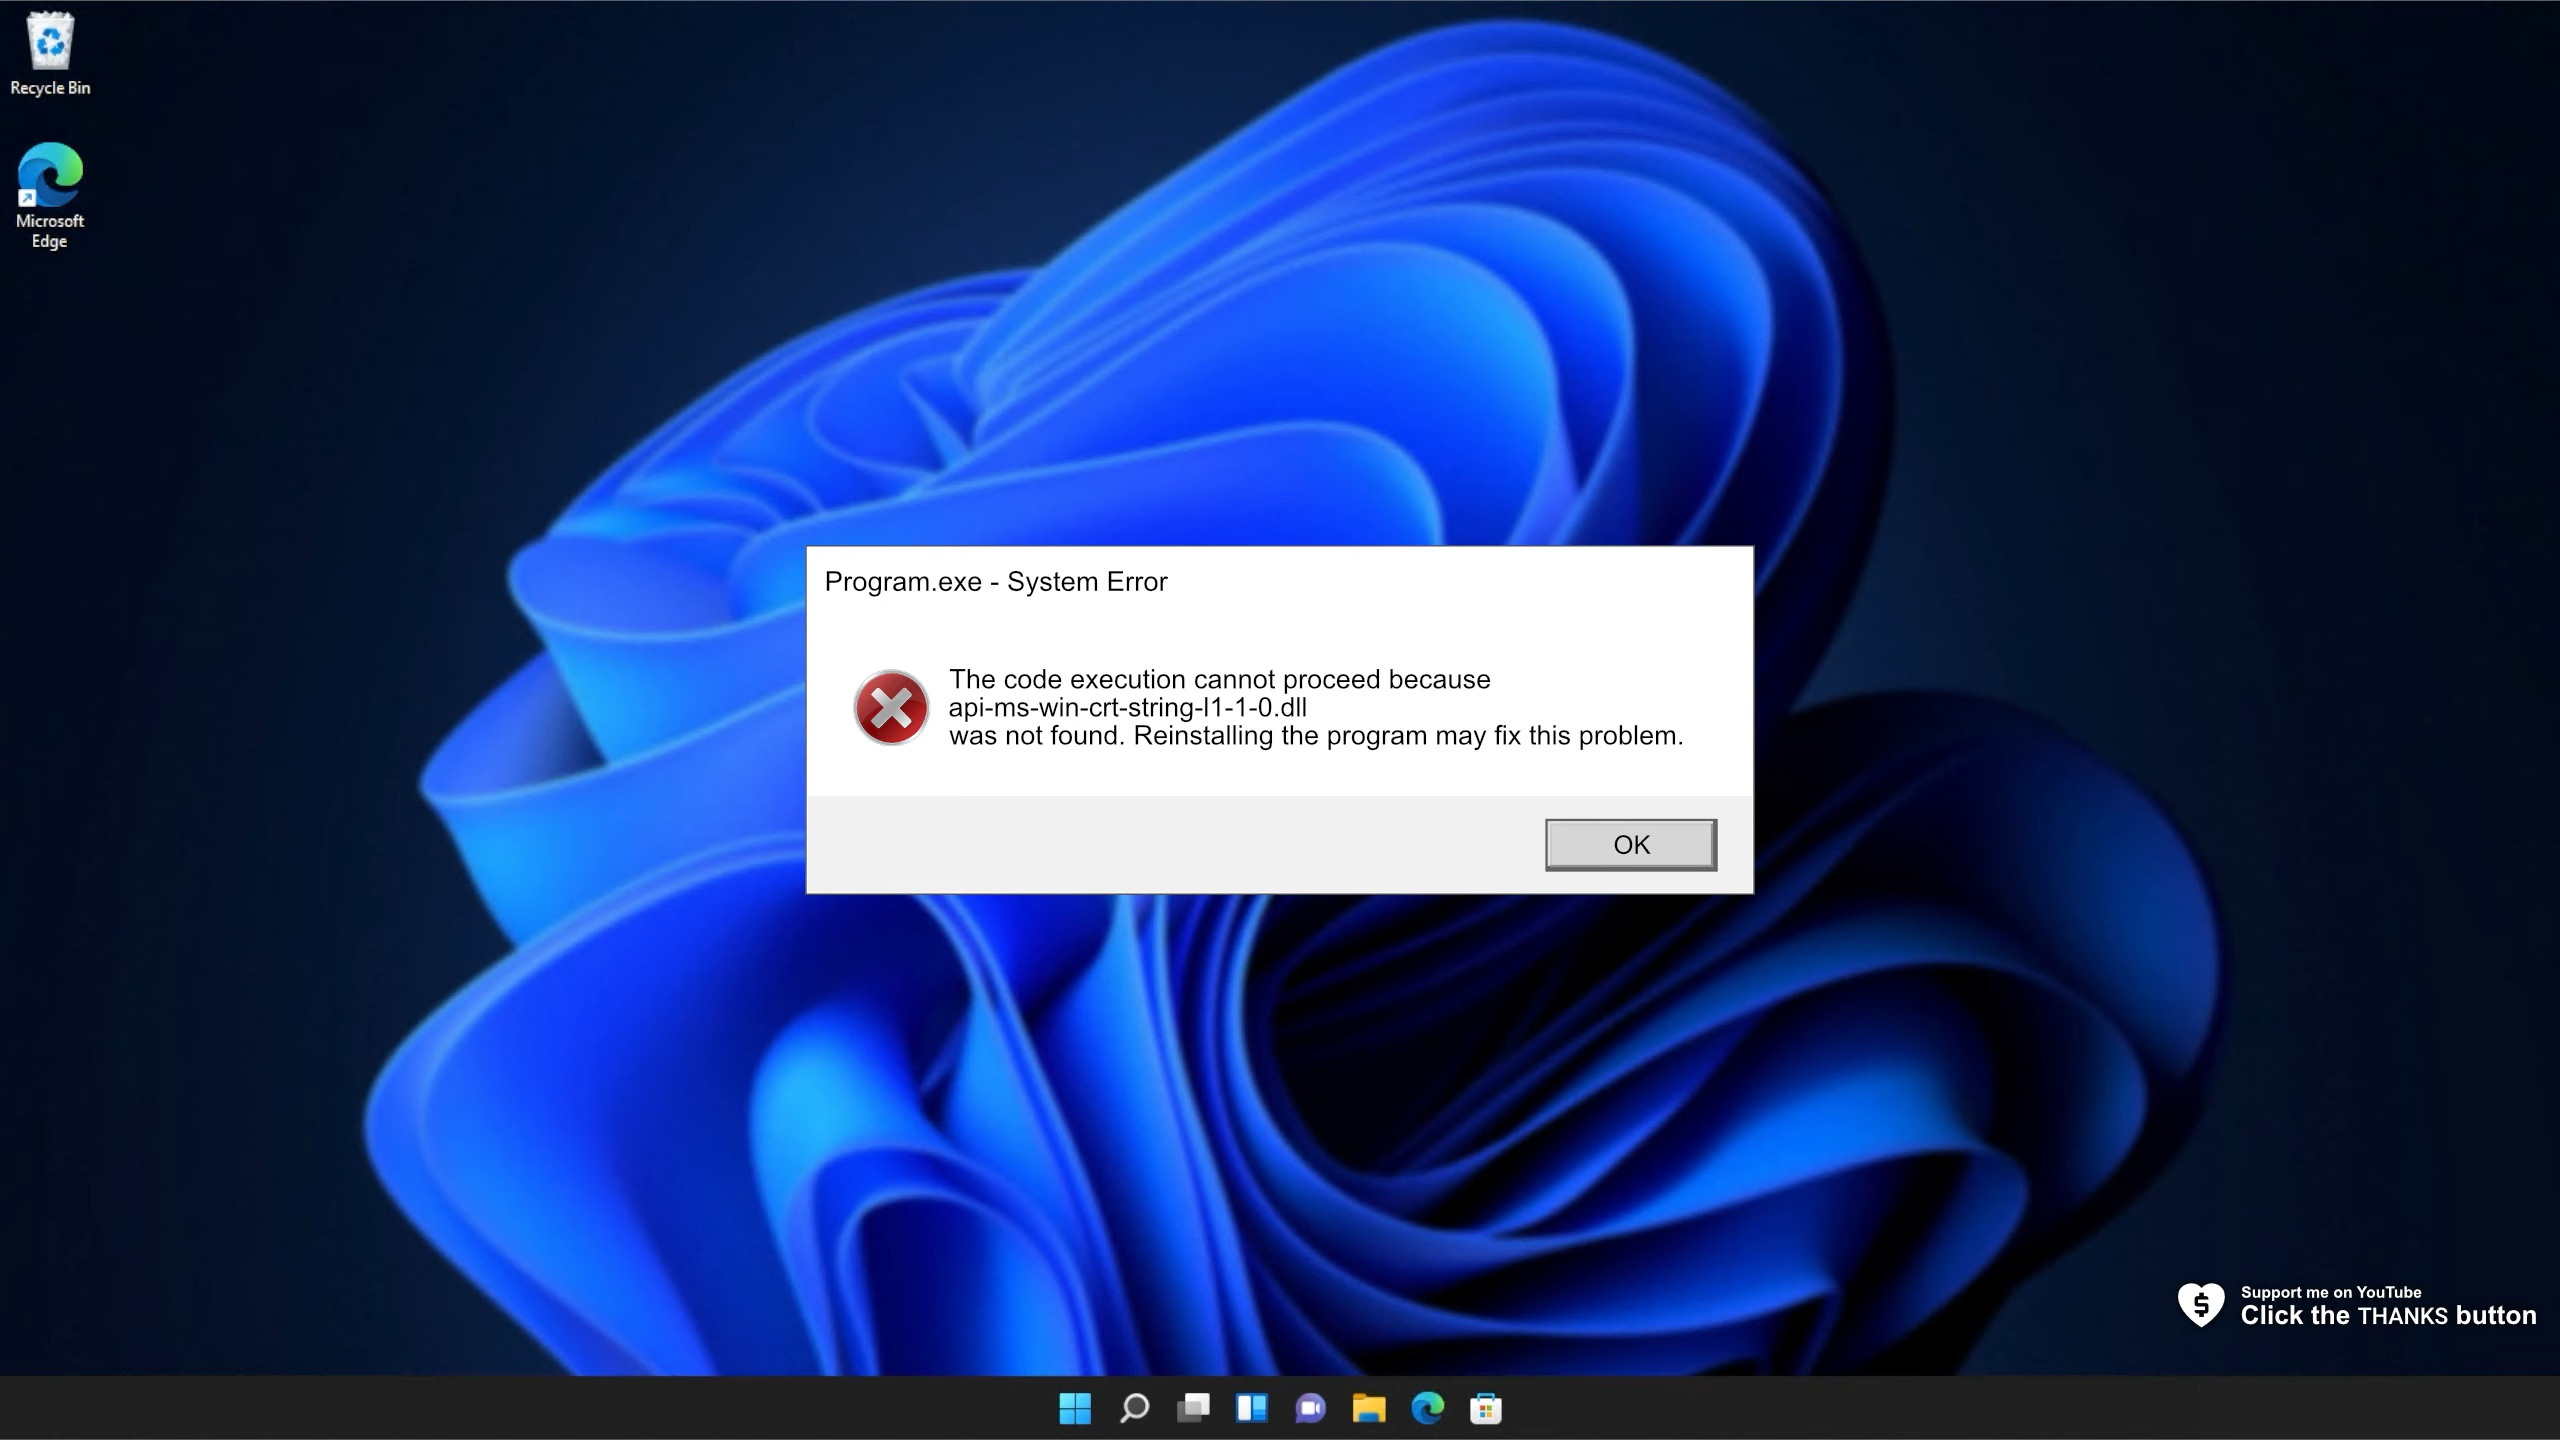 Recycle Bin
Microsoft
Edge
Program.exe - System Error
The code execution cannot proceed because
api-ms-win-crt-string-l1-1-0.dll
was not found. Reinstalling the program may fix this problem.
OK
$
Support me on YouTube
Click the THANKS button